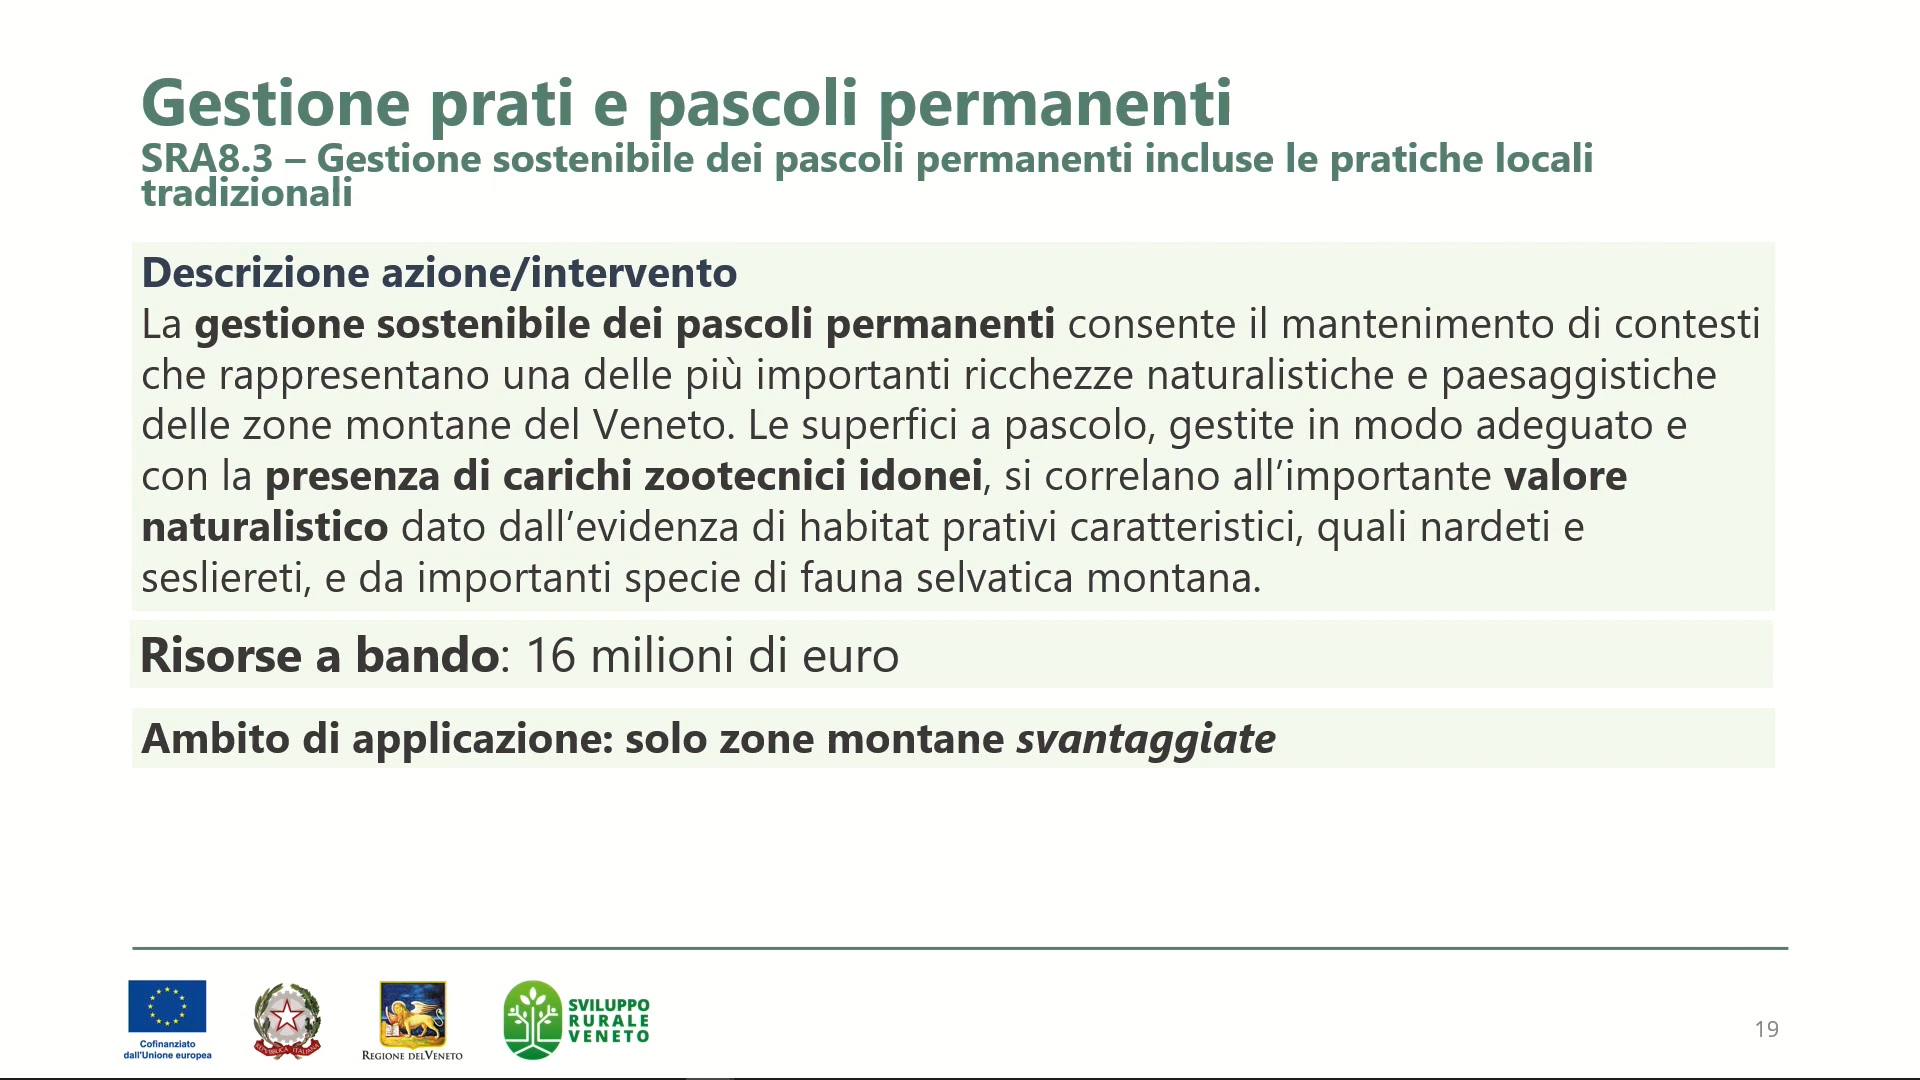 Gestione prati e pascoli permanenti
SRA8.3 – Gestione sostenibile dei pascoli permanenti incluse le pratiche locali
tradizionali
Descrizione azione/intervento
La gestione sostenibile dei pascoli permanenti consente il mantenimento di contesti
che rappresentano una delle più importanti ricchezze naturalistiche e paesaggistiche
delle zone montane del Veneto. Le superfici a pascolo, gestite in modo adeguato e
con la presenza di carichi zootecnici idonei, si correlano all’importante valore
naturalistico dato dall’evidenza di habitat prativi caratteristici, quali nardeti e
seslieretі, e da importanti specie di fauna selvatica montana.
Risorse a bando: 16 milioni di euro
Ambito di applicazione: solo zone montane svantaggiate
Cofinanziato
dall'Unione europea
REPVBBLICA ITALIANA
REGIONE DEL VENETO
SVILUPPO
RURALE
VENETO
19